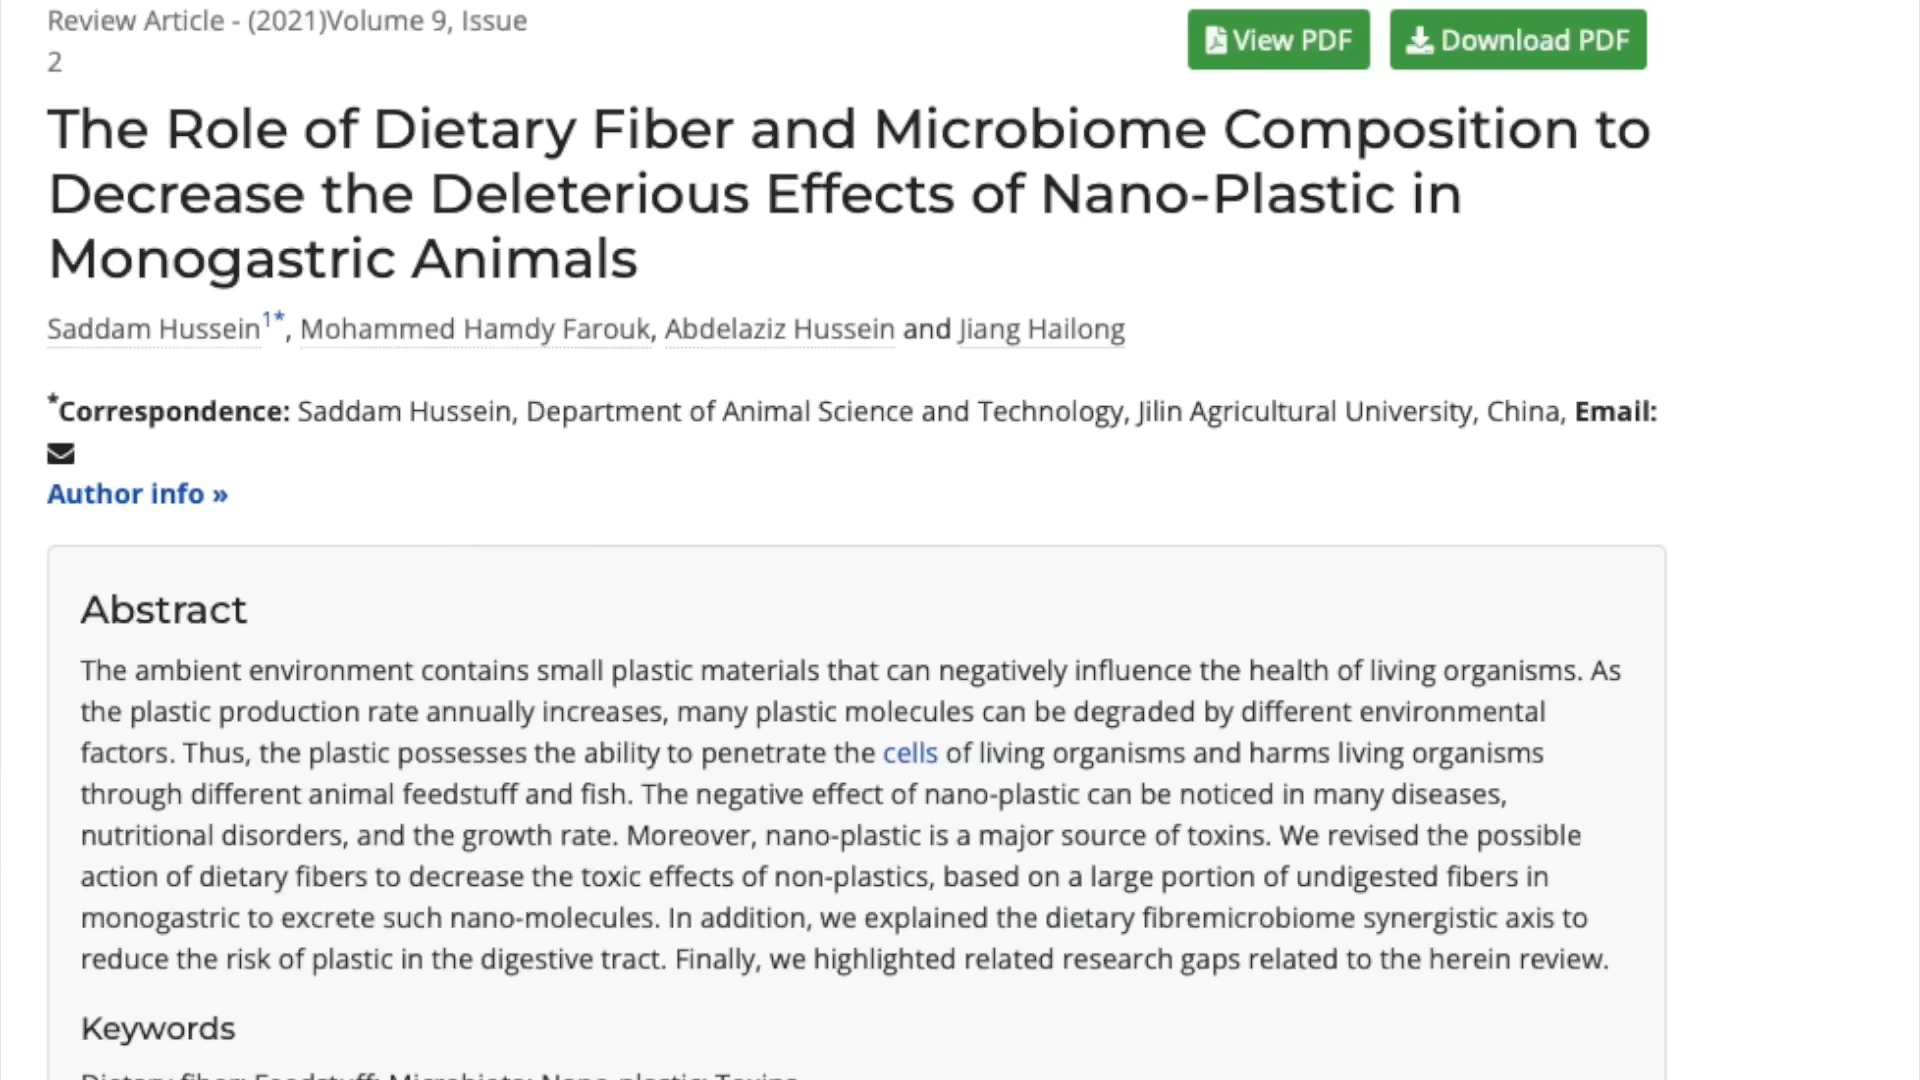 Review Article - (2021)Volume 9, Issue
2
View PDF
Download PDF
The Role of Dietary Fiber and Microbiome Composition to
Decrease the Deleterious Effects of Nano-Plastic in
Monogastric Animals
Saddam Hussein1*, Mohammed Hamdy Farouk, Abdelaziz Hussein and Jiang Hailong
*Correspondence: Saddam Hussein, Department of Animal Science and Technology, Jilin Agricultural University, China, Email:
Author info »
Abstract
The ambient environment contains small plastic materials that can negatively influence the health of living organisms. As
the plastic production rate annually increases, many plastic molecules can be degraded by different environmental
factors. Thus, the plastic possesses the ability to penetrate the cells of living organisms and harms living organisms
through different animal feedstuff and fish. The negative effect of nano-plastic can be noticed in many diseases,
nutritional disorders, and the growth rate. Moreover, nano-plastic is a major source of toxins. We revised the possible
action of dietary fibers to decrease the toxic effects of non-plastics, based on a large portion of undigested fibers in
monogastric to excrete such nano-molecules. In addition, we explained the dietary fibremicrobiome synergistic axis to
reduce the risk of plastic in the digestive tract. Finally, we highlighted related research gaps related to the herein review.
Keywords
Dietary fiber; Feedstuff; Microbiota; Nano-plastic; Toxins